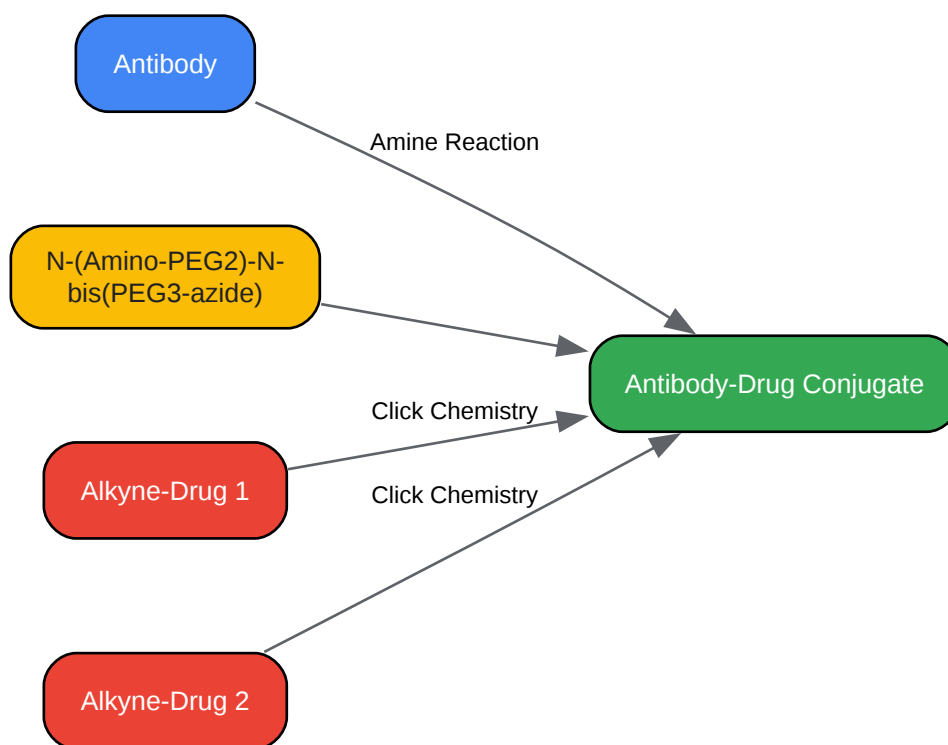 Antibody
Amine Reaction
N-(Amino-PEG2)-N-
bis(PEG3-azide)
Antibody-Drug Conjugate
Click Chemistry
Alkyne-Drug 1
Click Chemistry
Alkyne-Drug 2